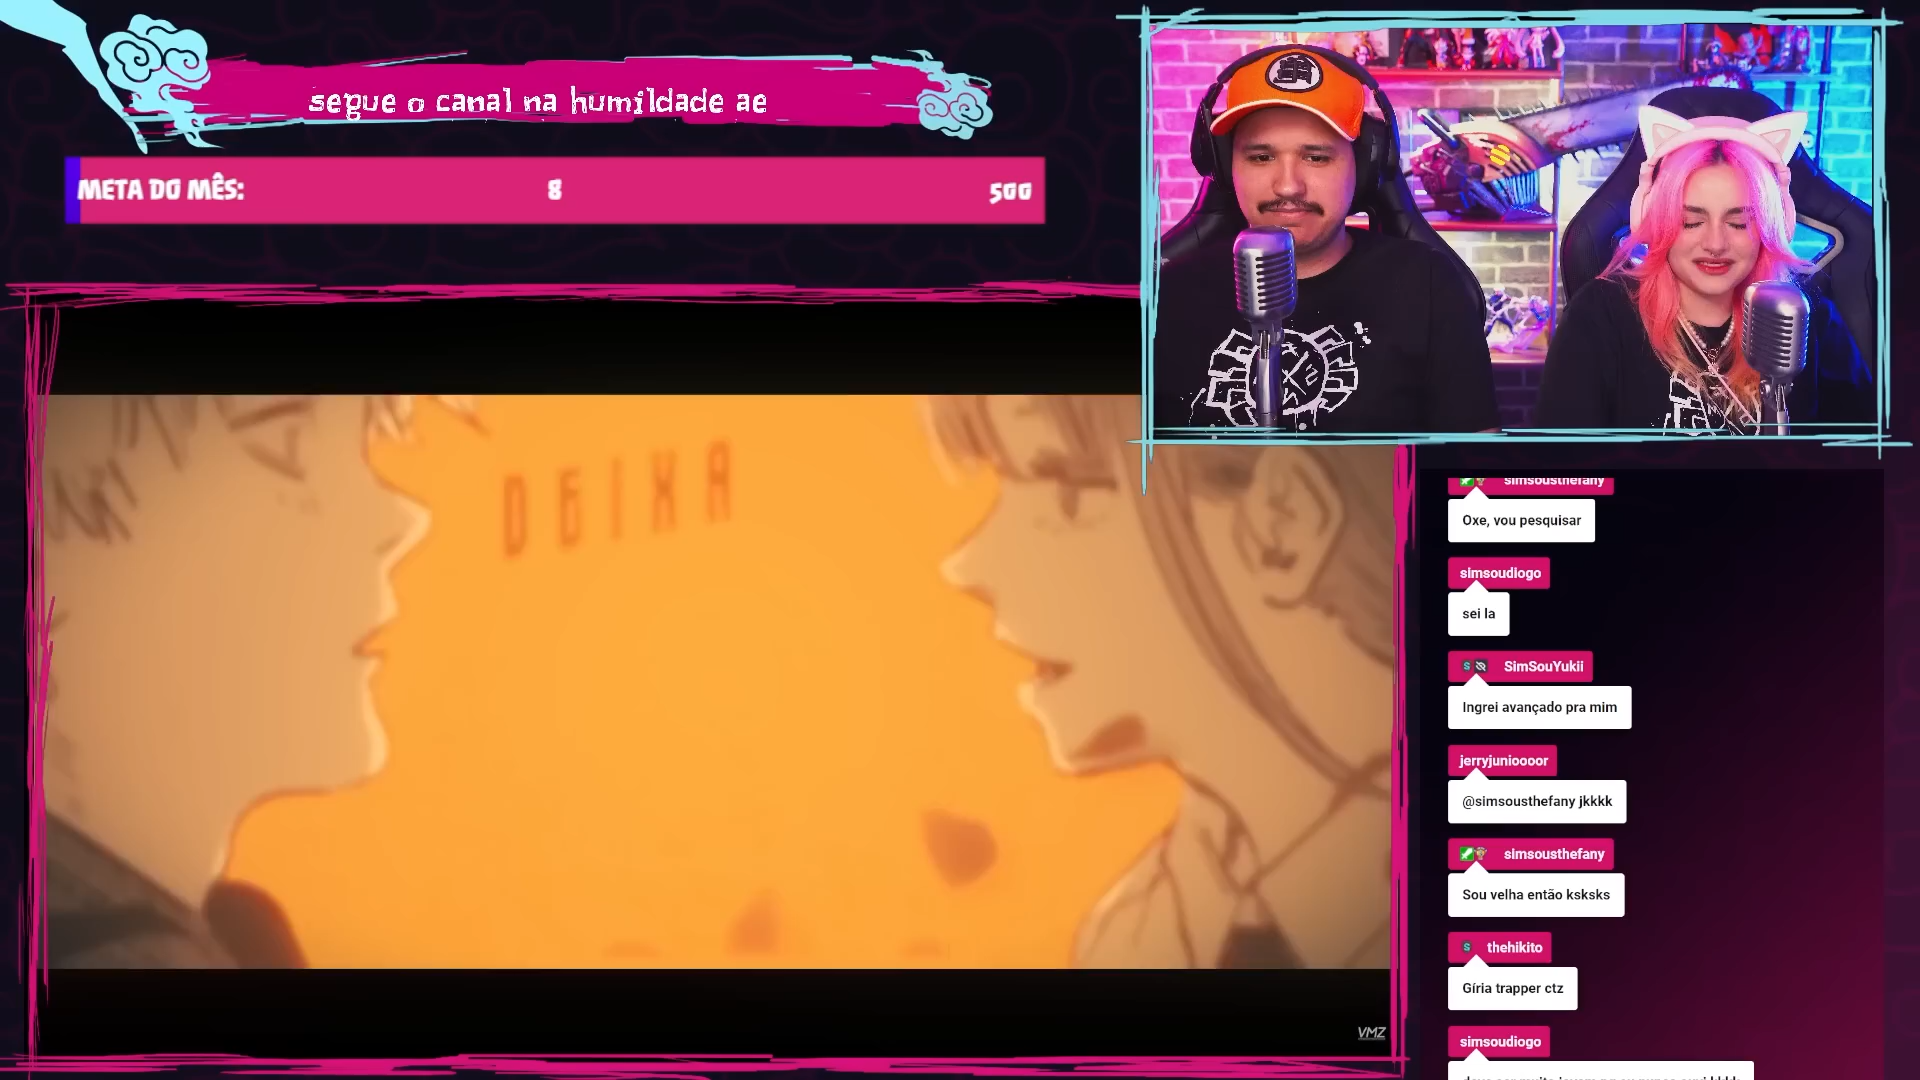 segue o canal na humildade ae
META DO MÊS: 8 500
DEIXA
VMZ
simsousthefany
Oxe, vou pesquisar
simsoudiogo
sei la
SimSouYukii
Ingrei avançado pra mim
jerryjunioooor
@simsousthefany jkkkk
simsousthefany
Sou velha então ksksks
thehikito
Gíria trapper ctz
simsoudiogo